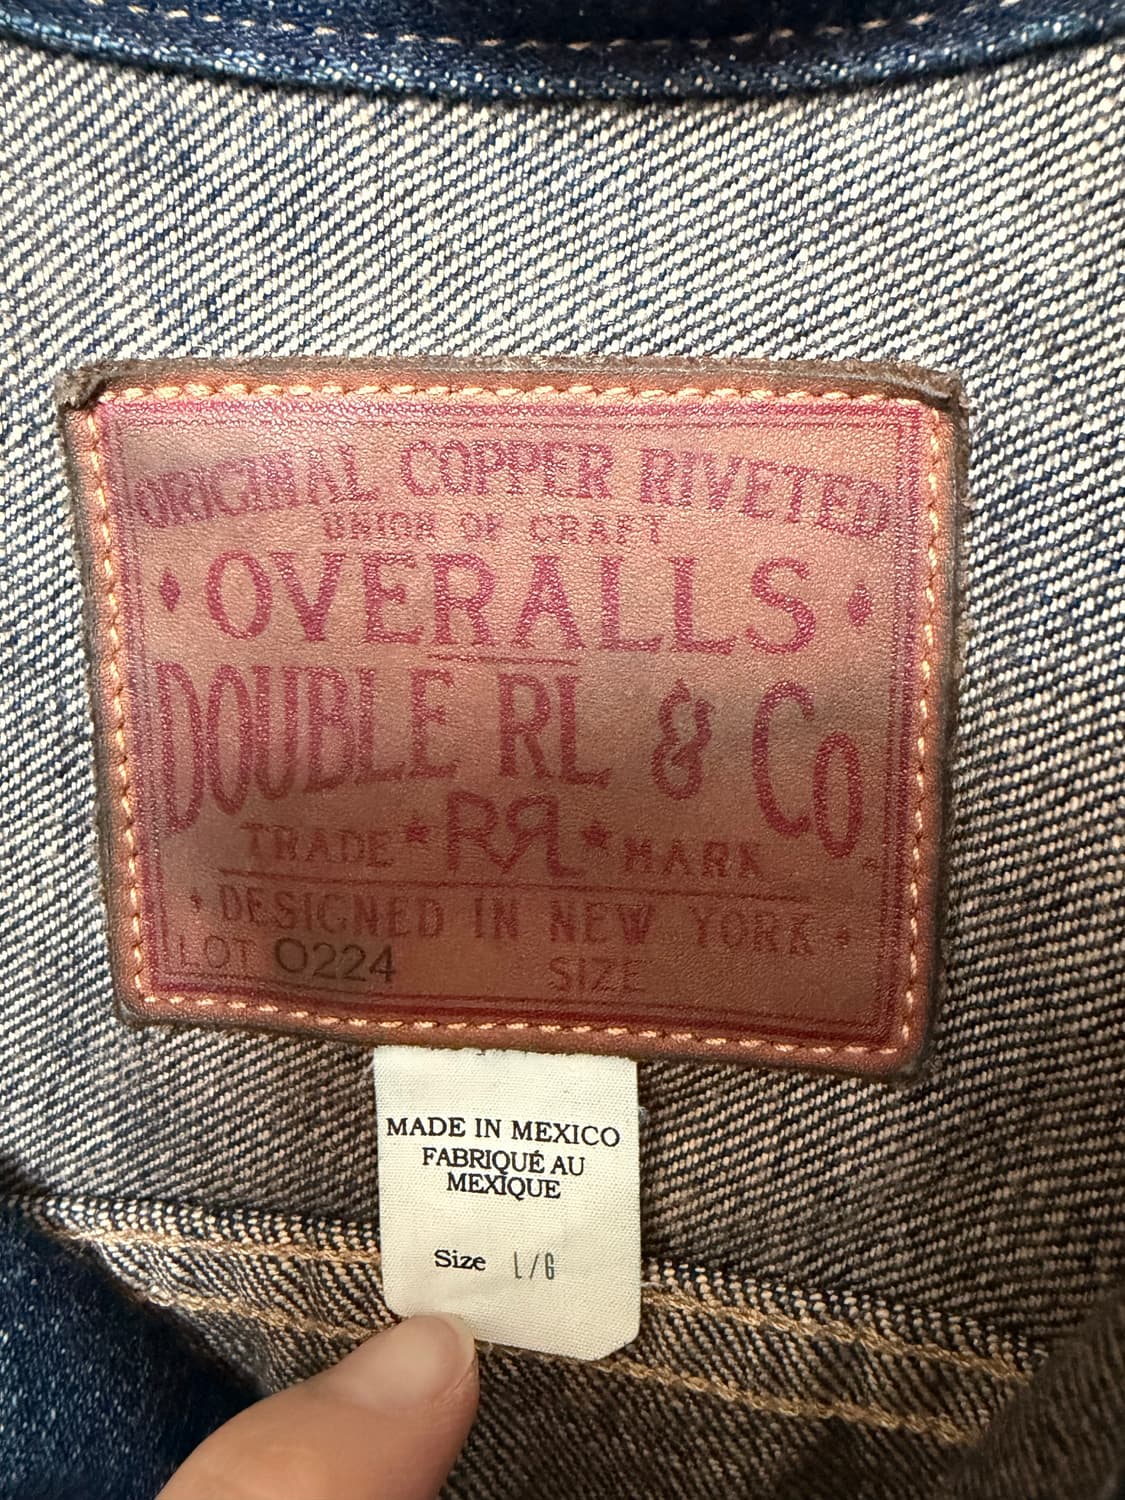 ORIGINAL COPPER RIVETED
UNION OF CRAFT
OVERALLS
DOUBLE RL & Co.
TRADE ★ RR ★ MARK
DESIGNED IN NEW YORK
LOT 0224 SIZE
MADE IN MEXICO
FABRIQUÉ AU
MEXIQUE
Size L/G